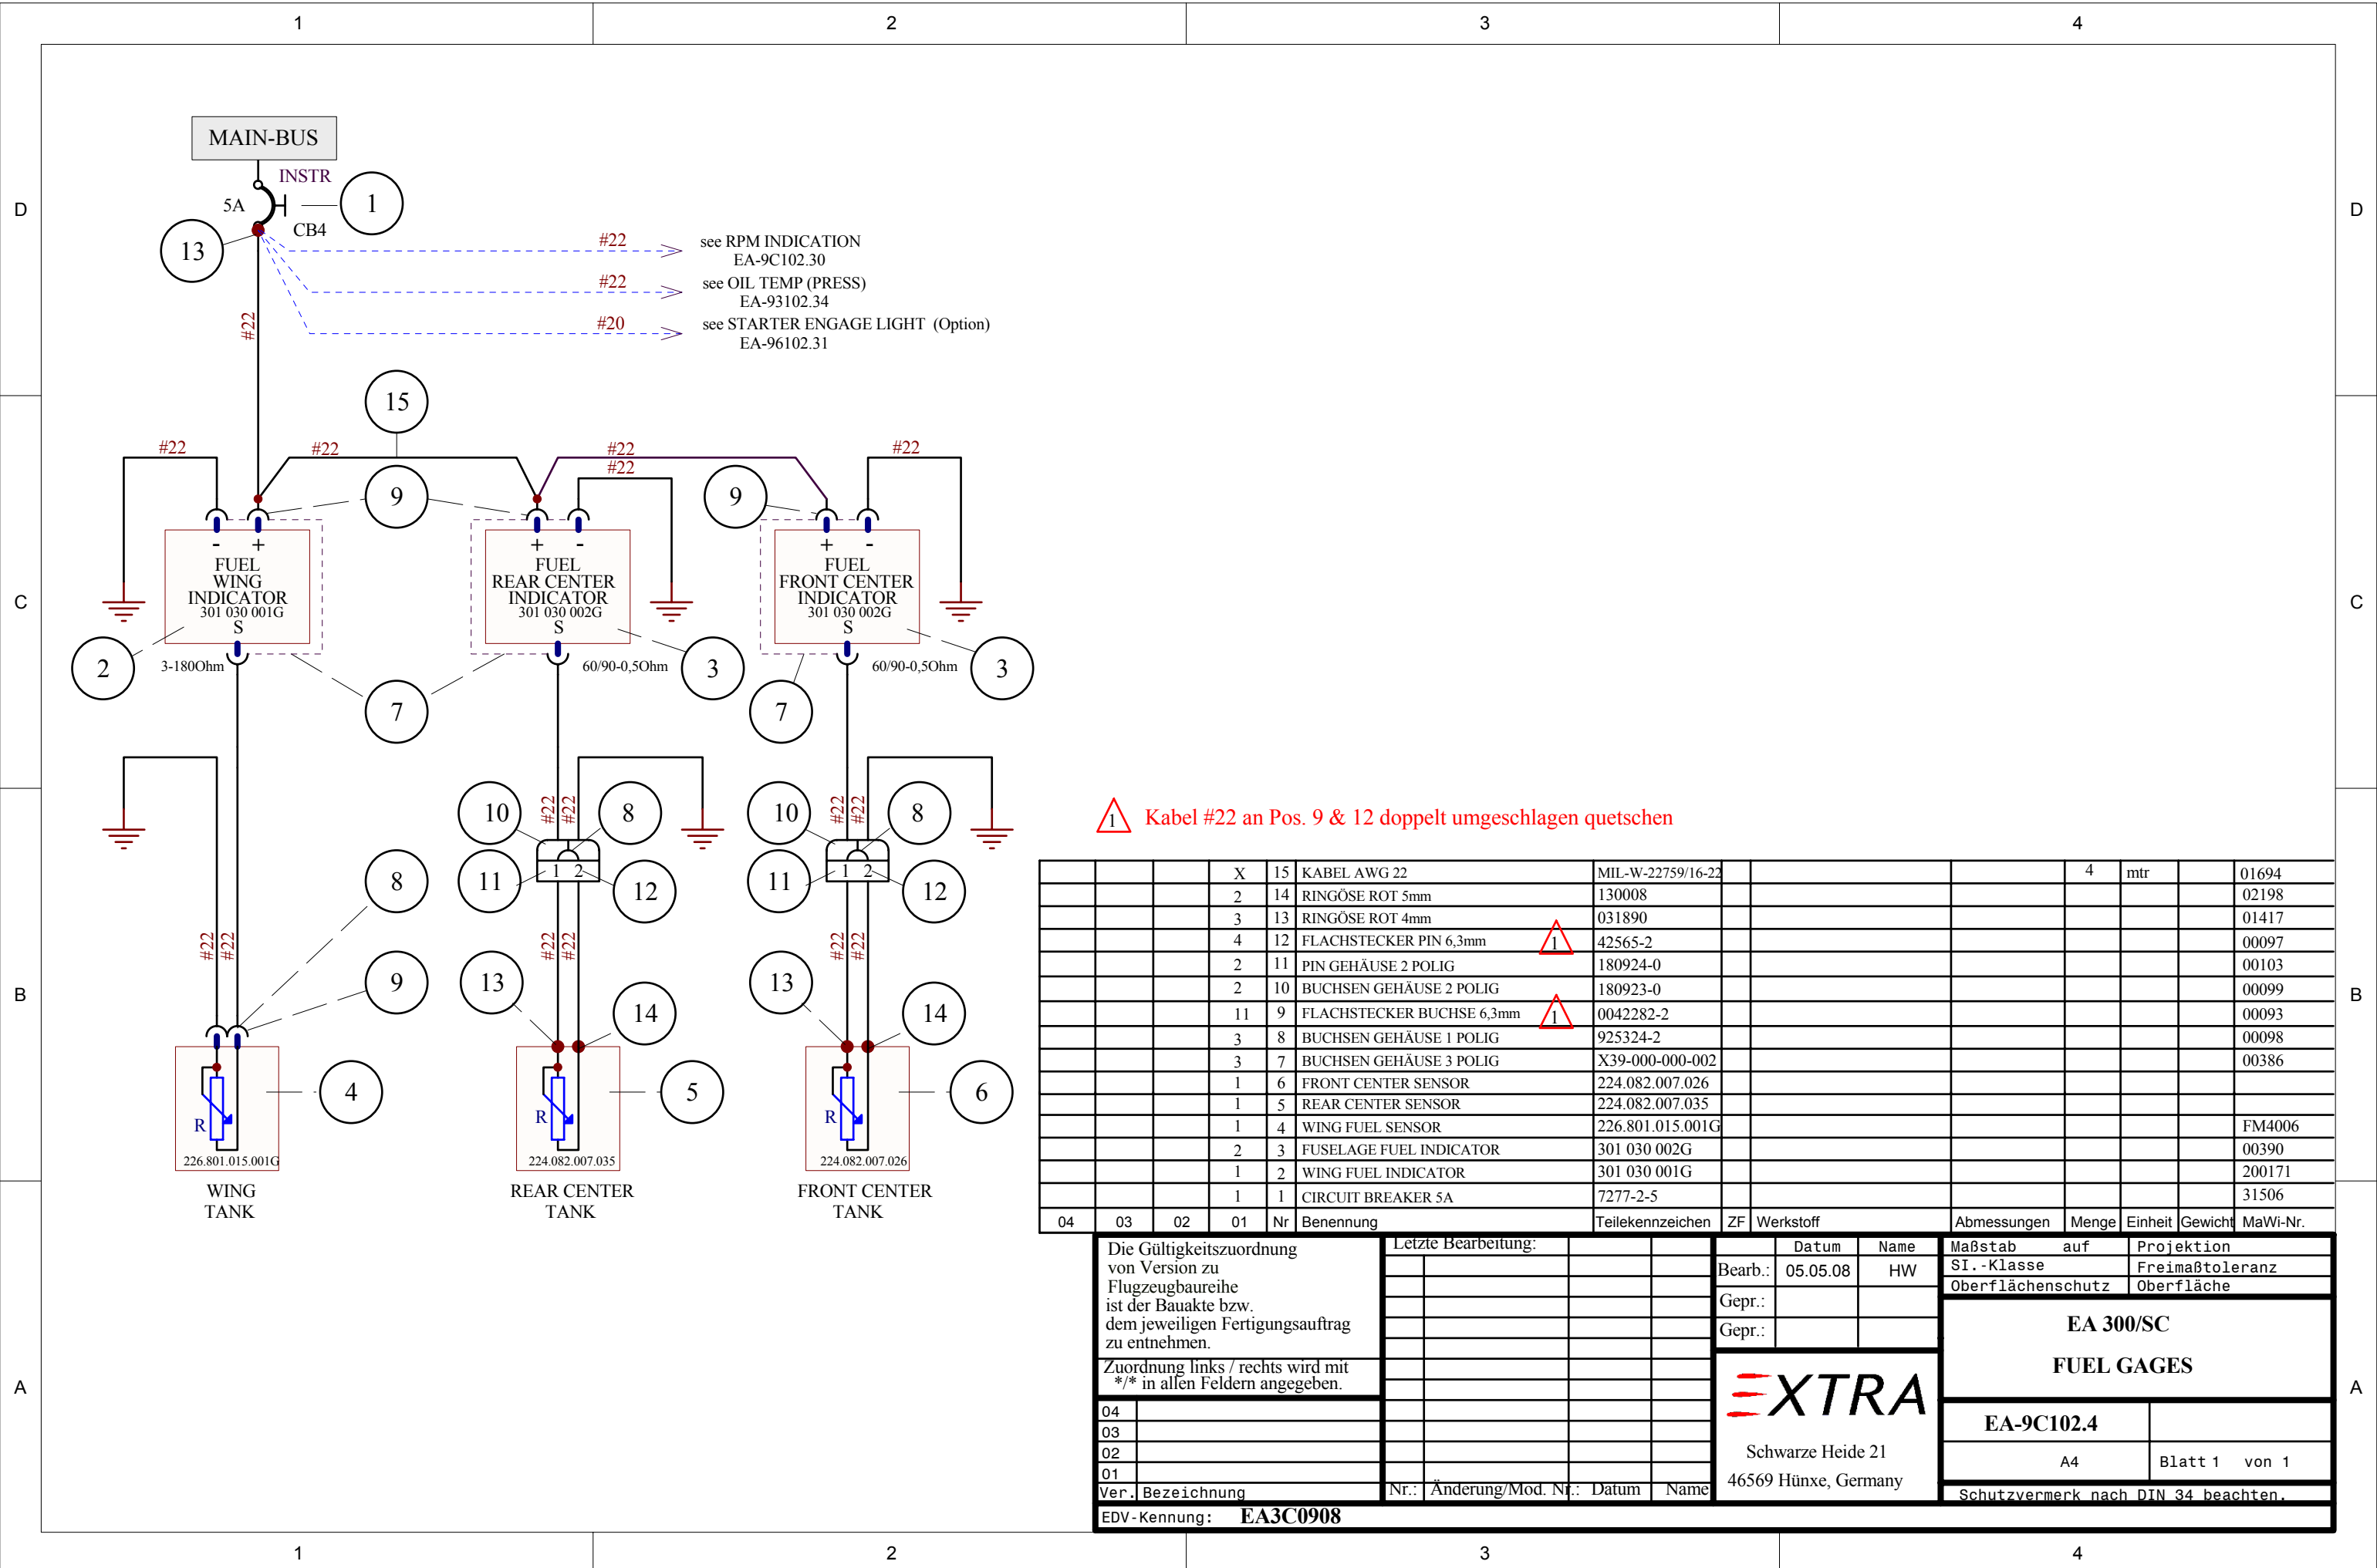 1 2 3 4
D D
C C
B B
A A
MAIN-BUS
INSTR
5A
CB4
1
13
#22 see RPM INDICATION
EA-9C102.30
#22 see OIL TEMP (PRESS)
EA-93102.34
#20 see STARTER ENGAGE LIGHT (Option)
EA-96102.31
#22
15
#22 #22 #22 #22
#22
9 9
- +
FUEL
WING
INDICATOR
301 030 001G
S
+ -
FUEL
REAR CENTER
INDICATOR
301 030 002G
S
+ -
FUEL
FRONT CENTER
INDICATOR
301 030 002G
S
2 3-180Ohm
60/90-0,5Ohm 3
60/90-0,5Ohm 3
7 7
10 #22 #22 8
11 1 2 12
10 #22 #22 8
11 1 2 12
8
#22 #22
9
13 #22 #22 14
13 #22 #22 14
R 4
226.801.015.001G
WING
TANK
R 5
224.082.007.035
REAR CENTER
TANK
R 6
224.082.007.026
FRONT CENTER
TANK
1 Kabel #22 an Pos. 9 & 12 doppelt umgeschlagen quetschen
X 15 KABEL AWG 22 MIL-W-22759/16-22 4 mtr 01694
2 14 RINGÖSE ROT 5mm 130008 02198
3 13 RINGÖSE ROT 4mm 031890 01417
4 12 FLACHSTECKER PIN 6,3mm 1 42565-2 00097
2 11 PIN GEHÄUSE 2 POLIG 180924-0 00103
2 10 BUCHSEN GEHÄUSE 2 POLIG 180923-0 00099
11 9 FLACHSTECKER BUCHSE 6,3mm 1 0042282-2 00093
3 8 BUCHSEN GEHÄUSE 1 POLIG 925324-2 00098
3 7 BUCHSEN GEHÄUSE 3 POLIG X39-000-000-002 00386
1 6 FRONT CENTER SENSOR 224.082.007.026
1 5 REAR CENTER SENSOR 224.082.007.035
1 4 WING FUEL SENSOR 226.801.015.001G FM4006
2 3 FUSELAGE FUEL INDICATOR 301 030 002G 00390
1 2 WING FUEL INDICATOR 301 030 001G 200171
1 1 CIRCUIT BREAKER 5A 7277-2-5 31506
04 03 02 01 Nr Benennung Teilekennzeichen ZF Werkstoff Abmessungen Menge Einheit Gewicht MaWi-Nr.
Die Gültigkeitszuordnung
von Version zu
Flugzeugbaureihe
ist der Bauakte bzw.
dem jeweiligen Fertigungsauftrag
zu entnehmen.
Zuordnung links / rechts wird mit
*/* in allen Feldern angegeben.
04
03
02
01
Ver. Bezeichnung
Letzte Bearbeitung:
Nr.: Änderung/Mod. Nr.: Datum Name
Datum Name
Bearb.: 05.05.08 HW
Gepr.:
Gepr.:
EXTRA
Schwarze Heide 21
46569 Hünxe, Germany
Maßstab auf Projektion
SI.-Klasse Freimaßtoleranz
Oberflächenschutz Oberfläche
EA 300/SC
FUEL GAGES
EA-9C102.4
A4 Blatt 1 von 1
Schutzvermerk nach DIN 34 beachten.
EDV-Kennung: EA3C0908
1 2 3 4